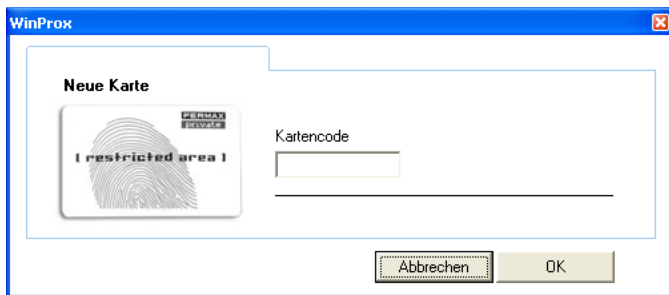 WinProx
Neue Karte
FERMAX
private
[ restricted area ]
Kartencode
Abbrechen
OK